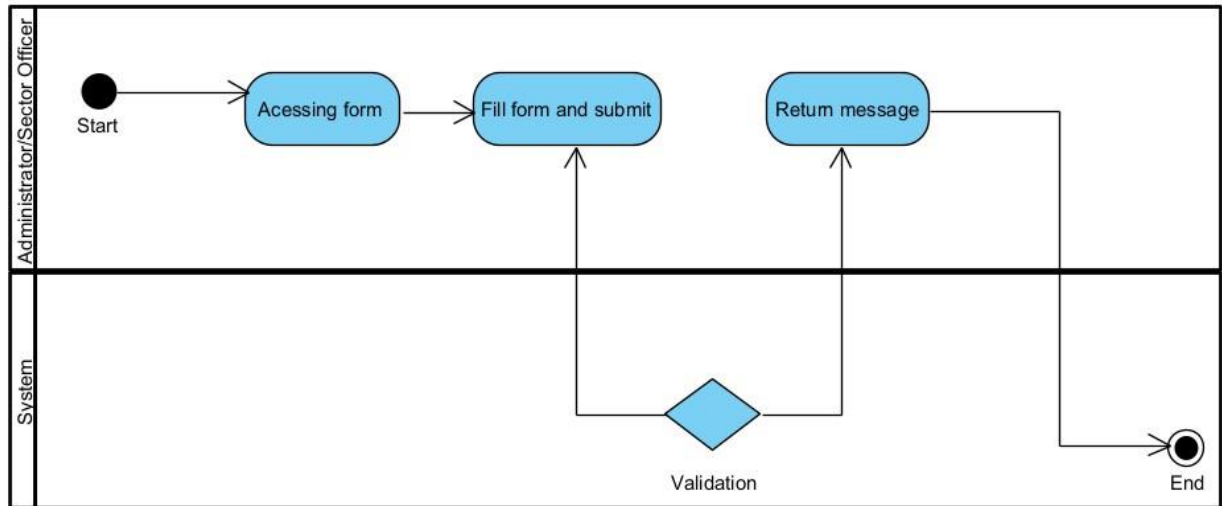 Administrator/Sector Officer
Start
Acessing form
Fill form and submit
Return message
System
Validation
End